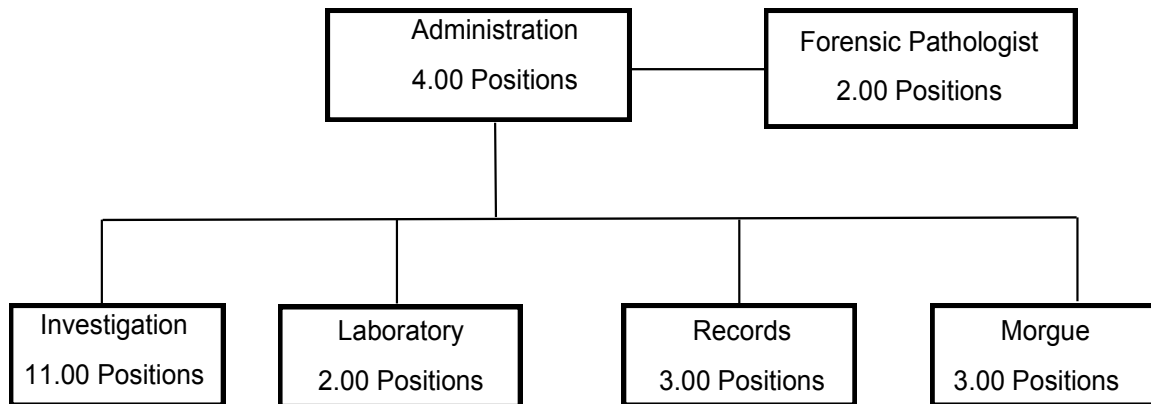 Administration
4.00 Positions
Forensic Pathologist
2.00 Positions
Investigation
11.00 Positions
Laboratory
2.00 Positions
Records
3.00 Positions
Morgue
3.00 Positions